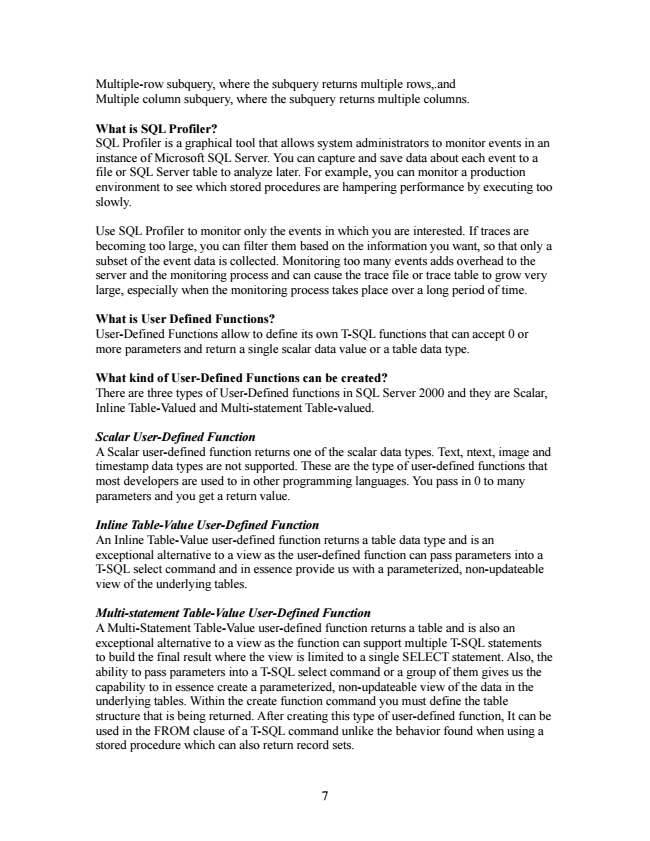 Multiple-row subquery, where the subquery returns multiple rows,.and
Multiple column subquery, where the subquery returns multiple columns.
What is SQL Profiler?
SQL Profiler is a graphical tool that allows system administrators to monitor events in an
instance of Microsoft SQL Server. You can capture and save data about each event to a
file or SQL Server table to analyze later. For example, you can monitor a production
environment to see which stored procedures are hampering performance by executing too
slowly.
Use SQL Profiler to monitor only the events in which you are interested. If traces are
becoming too large, you can filter them based on the information you want, so that only a
subset of the event data is collected. Monitoring too many events adds overhead to the
server and the monitoring process and can cause the trace file or trace table to grow very
large, especially when the monitoring process takes place over a long period of time.
What is User Defined Functions?
User-Defined Functions allow to define its own T-SQL functions that can accept 0 or
more parameters and return a single scalar data value or a table data type.
What kind of User-Defined Functions can be created?
There are three types of User-Defined functions in SQL Server 2000 and they are Scalar,
Inline Table-Valued and Multi-statement Table-valued.
Scalar User-Defined Function
A Scalar user-defined function returns one of the scalar data types. Text, ntext, image and
timestamp data types are not supported. These are the type of user-defined functions that
most developers are used to in other programming languages. You pass in 0 to many
parameters and you get a return value.
Inline Table-Value User-Defined Function
An Inline Table-Value user-defined function returns a table data type and is an
exceptional alternative to a view as the user-defined function can pass parameters into a
T-SQL select command and in essence provide us with a parameterized, non-updateable
view of the underlying tables.
Multi-statement Table-Value User-Defined Function
A Multi-Statement Table-Value user-defined function returns a table and is also an
exceptional alternative to a view as the function can support multiple T-SQL statements
to build the final result where the view is limited to a single SELECT statement. Also, the
ability to pass parameters into a T-SQL select command or a group of them gives us the
capability to in essence create a parameterized, non-updateable view of the data in the
underlying tables. Within the create function command you must define the table
structure that is being returned. After creating this type of user-defined function, It can be
used in the FROM clause of a T-SQL command unlike the behavior found when using a
stored procedure which can also return record sets.
7